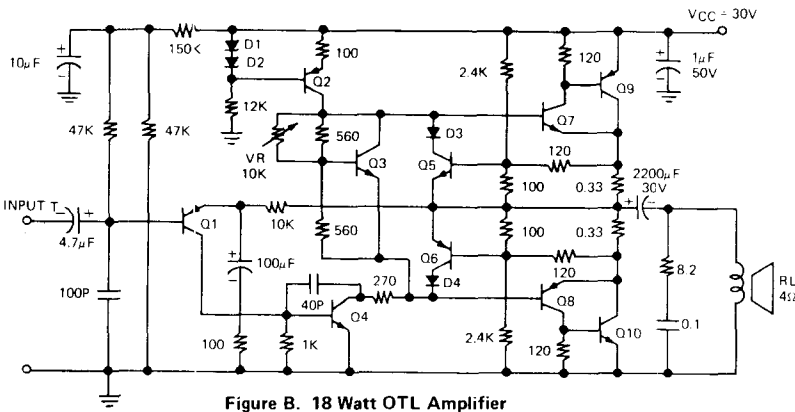 VCC = 30V
10µF
150K
D1
D2
100
Q2
120
Q9
1µF
50V
2.4K
12K
Q7
47K
47K
VR
10K
560
Q3
D3
Q5
120
2200µF
30V
100
0.33
INPUT T
4.7µF
Q1
10K
560
100
0.33
100µF
Q6
120
8.2
RL
4Ω
270
D4
Q8
100P
40P
Q4
Q10
0.1
100
1K
2.4K
120
Figure B. 18 Watt OTL Amplifier